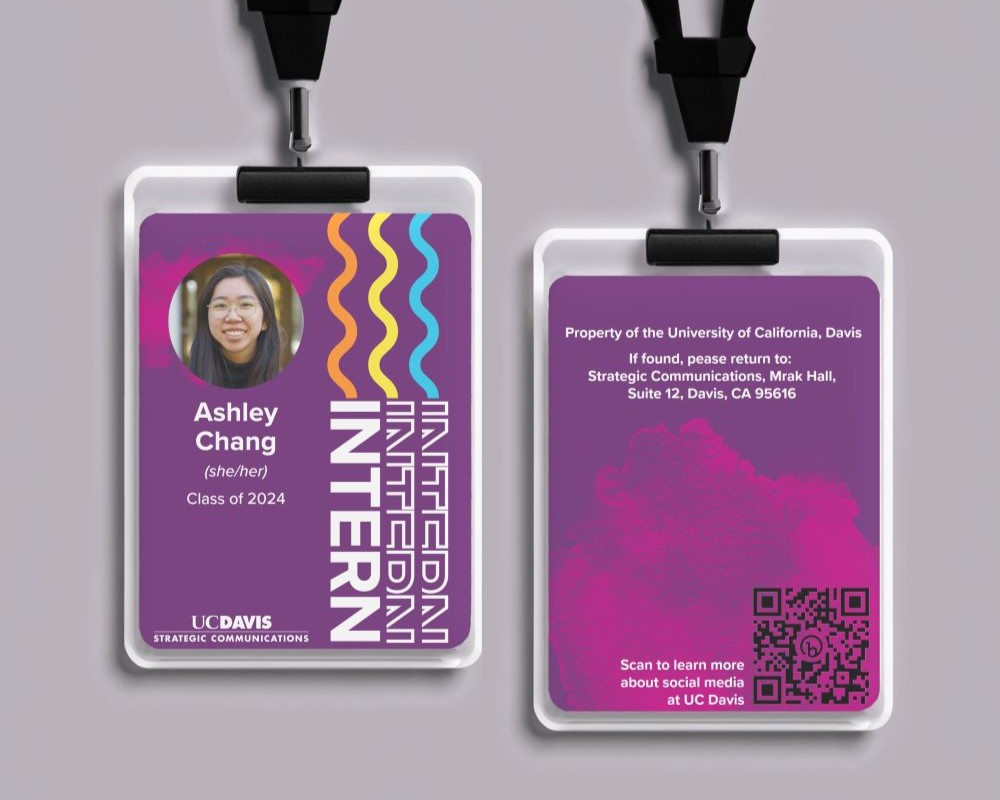 Ashley
Chang
(she/her)
Class of 2024
INTERN
INTERN
INTERN
UCDAVIS
STRATEGIC COMMUNICATIONS
Property of the University of California, Davis
If found, pease return to:
Strategic Communications, Mrak Hall,
Suite 12, Davis, CA 95616
Scan to learn more
about social media
at UC Davis
b